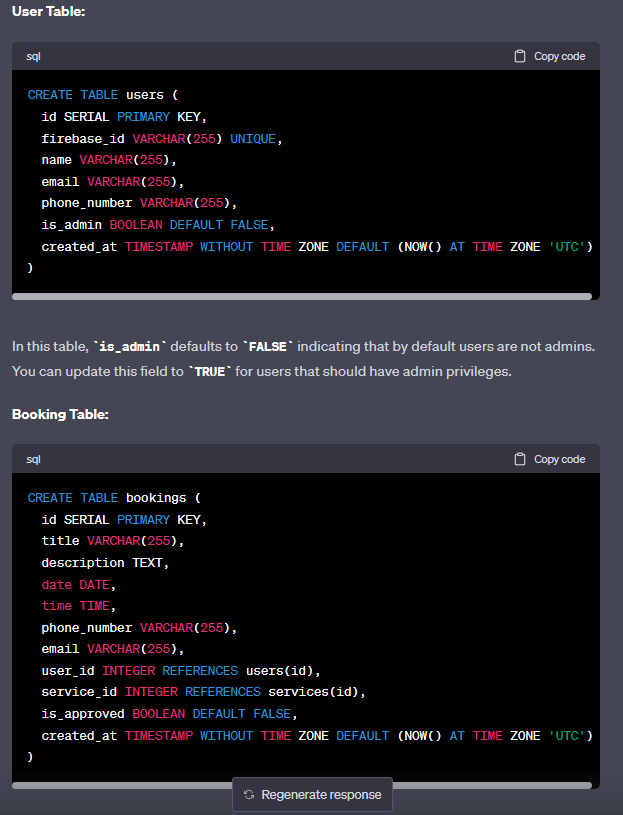 User Table:
sql Copy code
CREATE TABLE users (
  id SERIAL PRIMARY KEY,
  firebase_id VARCHAR(255) UNIQUE,
  name VARCHAR(255),
  email VARCHAR(255),
  phone_number VARCHAR(255),
  is_admin BOOLEAN DEFAULT FALSE,
  created_at TIMESTAMP WITHOUT TIME ZONE DEFAULT (NOW() AT TIME ZONE 'UTC')
)
In this table, `is_admin` defaults to `FALSE` indicating that by default users are not admins.
You can update this field to `TRUE` for users that should have admin privileges.
Booking Table:
sql Copy code
CREATE TABLE bookings (
  id SERIAL PRIMARY KEY,
  title VARCHAR(255),
  description TEXT,
  date DATE,
  time TIME,
  phone_number VARCHAR(255),
  email VARCHAR(255),
  user_id INTEGER REFERENCES users(id),
  service_id INTEGER REFERENCES services(id),
  is_approved BOOLEAN DEFAULT FALSE,
  created_at TIMESTAMP WITHOUT TIME ZONE DEFAULT (NOW() AT TIME ZONE 'UTC')
)
Regenerate response